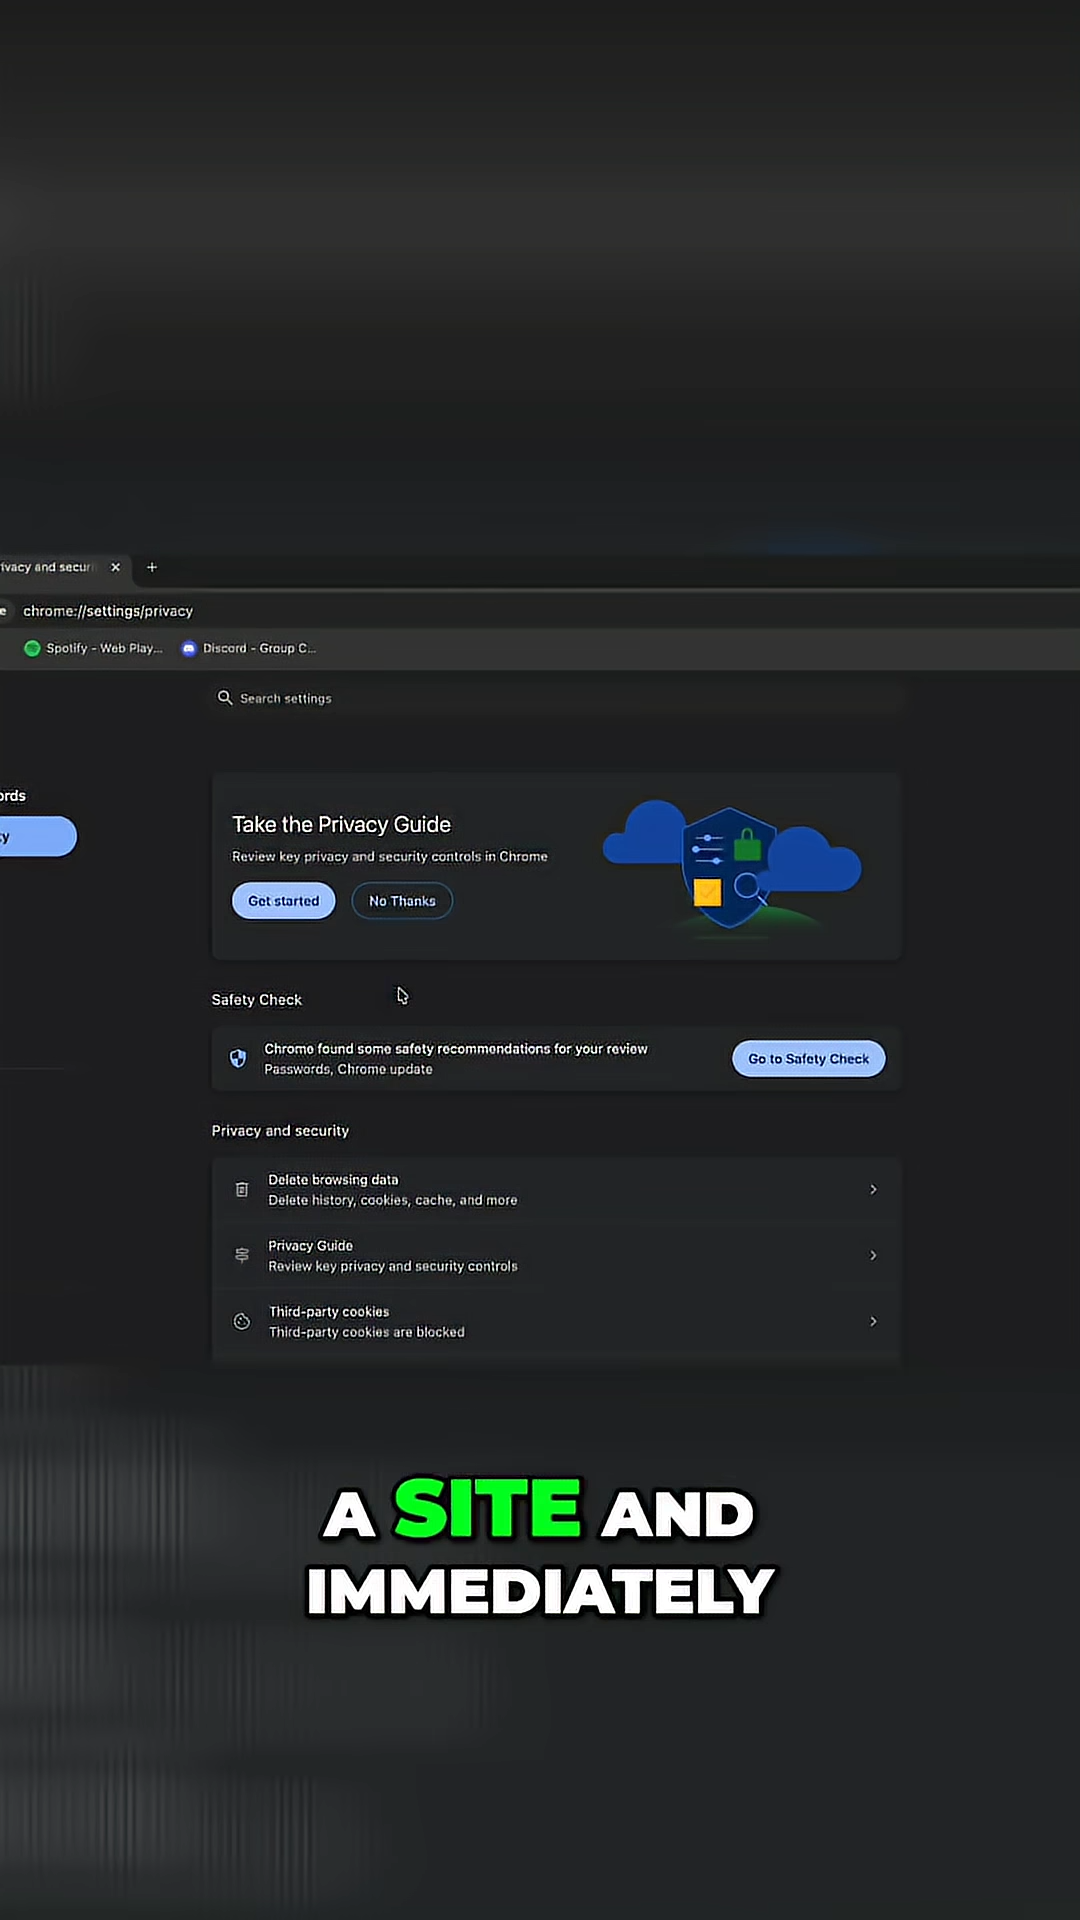 ivacy and secur
chrome://settings/privacy
Spotify - Web Play...
Discord - Group C...
Search settings
ords
y
Take the Privacy Guide
Review key privacy and security controls in Chrome
Get started
No Thanks
Safety Check
Chrome found some safety recommendations for your review
Passwords, Chrome update
Go to Safety Check
Privacy and security
Delete browsing data
Delete history, cookies, cache, and more
Privacy Guide
Review key privacy and security controls
Third-party cookies
Third-party cookies are blocked
A SITE AND
IMMEDIATELY